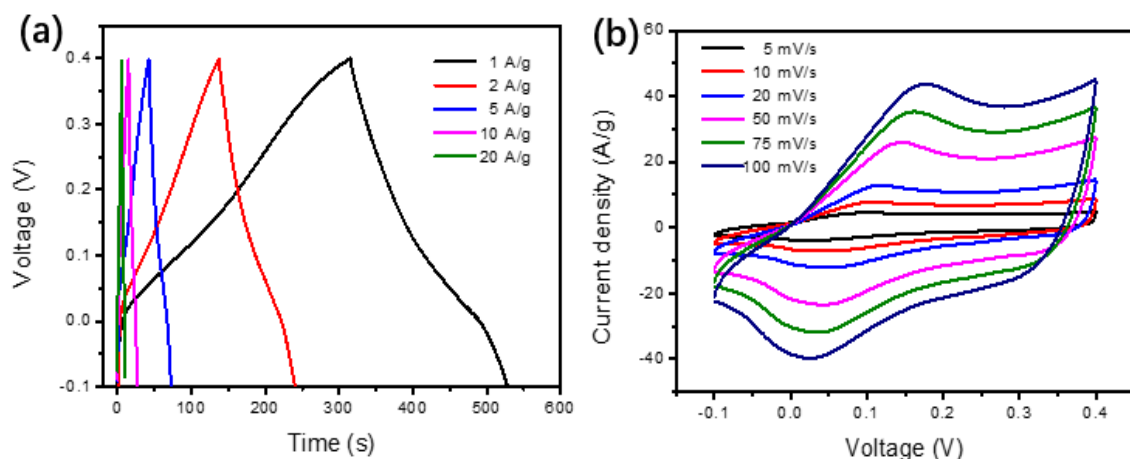 (a)
1 A/g
2 A/g
5 A/g
10 A/g
20 A/g
Voltage (V)
0.4
0.3
0.2
0.1
0.0
-0.1
0 100 200 300 400 500 600
Time (s)
(b)
5 mV/s
10 mV/s
20 mV/s
50 mV/s
75 mV/s
100 mV/s
Current density (A/g)
60
40
20
0
-20
-40
-0.1 0.0 0.1 0.2 0.3 0.4
Voltage (V)